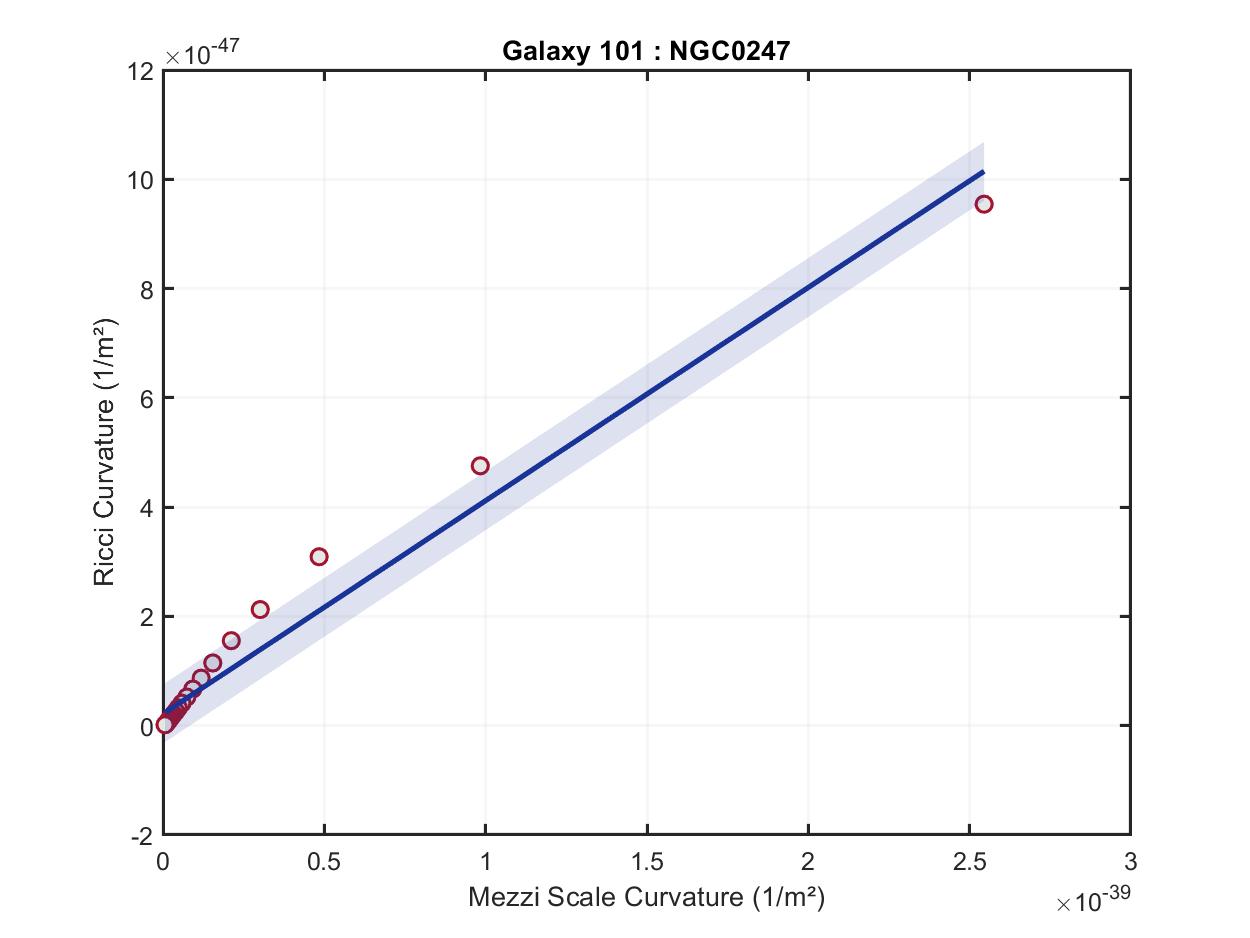 Galaxy 101 : NGC0247
×10⁻⁴⁷
12
10
8
6
4
2
0
-2
Ricci Curvature (1/m²)
0 0.5 1 1.5 2 2.5 3
Mezzi Scale Curvature (1/m²)
×10⁻³⁹